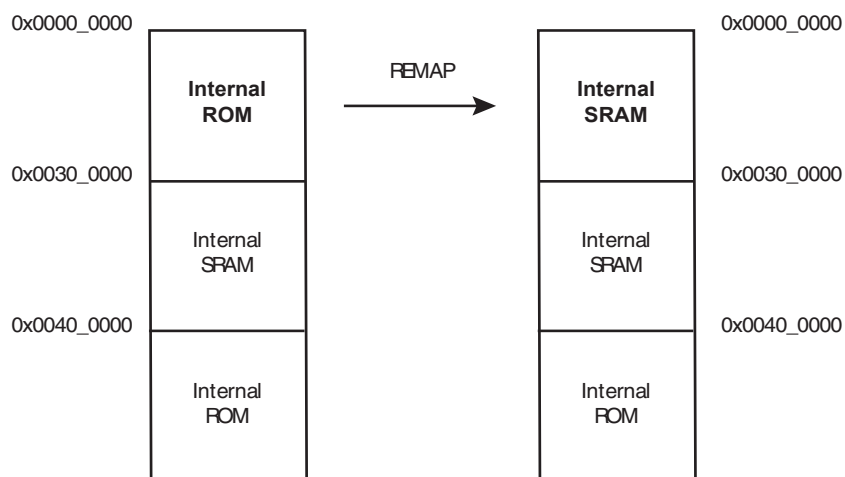 0x0000_0000
Internal
ROM
0x0030_0000
Internal
SRAM
0x0040_0000
Internal
ROM
REMAP
0x0000_0000
Internal
SRAM
0x0030_0000
Internal
SRAM
0x0040_0000
Internal
ROM